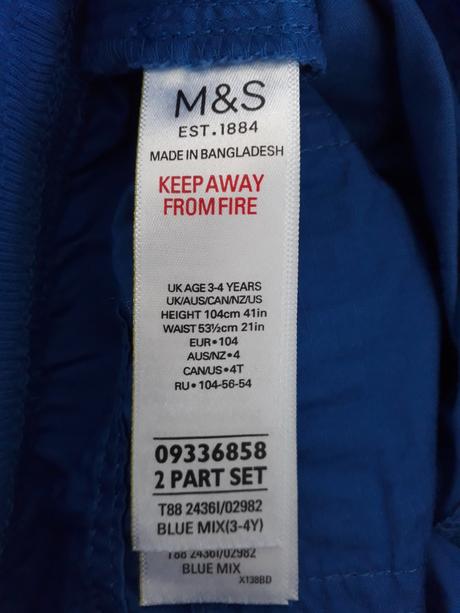 M&S
EST.1884
MADE IN BANGLADESH
KEEP AWAY
FROM FIRE
UK AGE 3-4 YEARS
UK/AUS/CAN/NZ/US
HEIGHT 104cm 41in
WAIST 53½cm 21in
EUR•104
AUS/NZ•4
CAN/US•4T
RU•104-56-54
09336858
2 PART SET
T88 2436I/02982
BLUE MIX(3-4Y)
T88 2436I/02982
BLUE MIX
X138BD